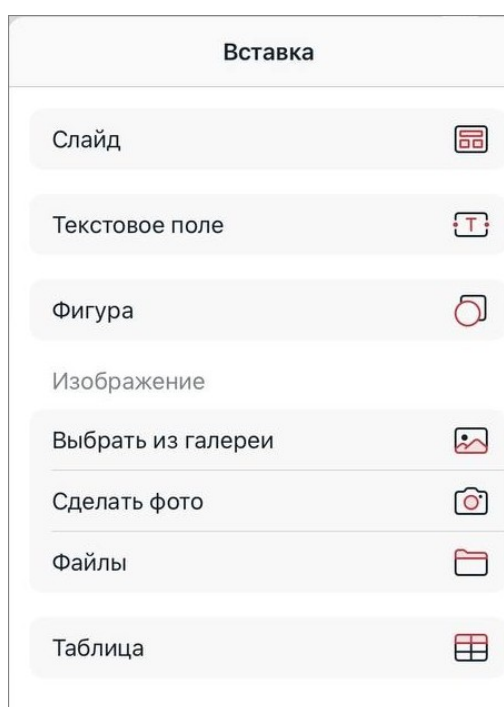 Вставка
Слайд
Текстовое поле
Фигура
Изображение
Выбрать из галереи
Сделать фото
Файлы
Таблица